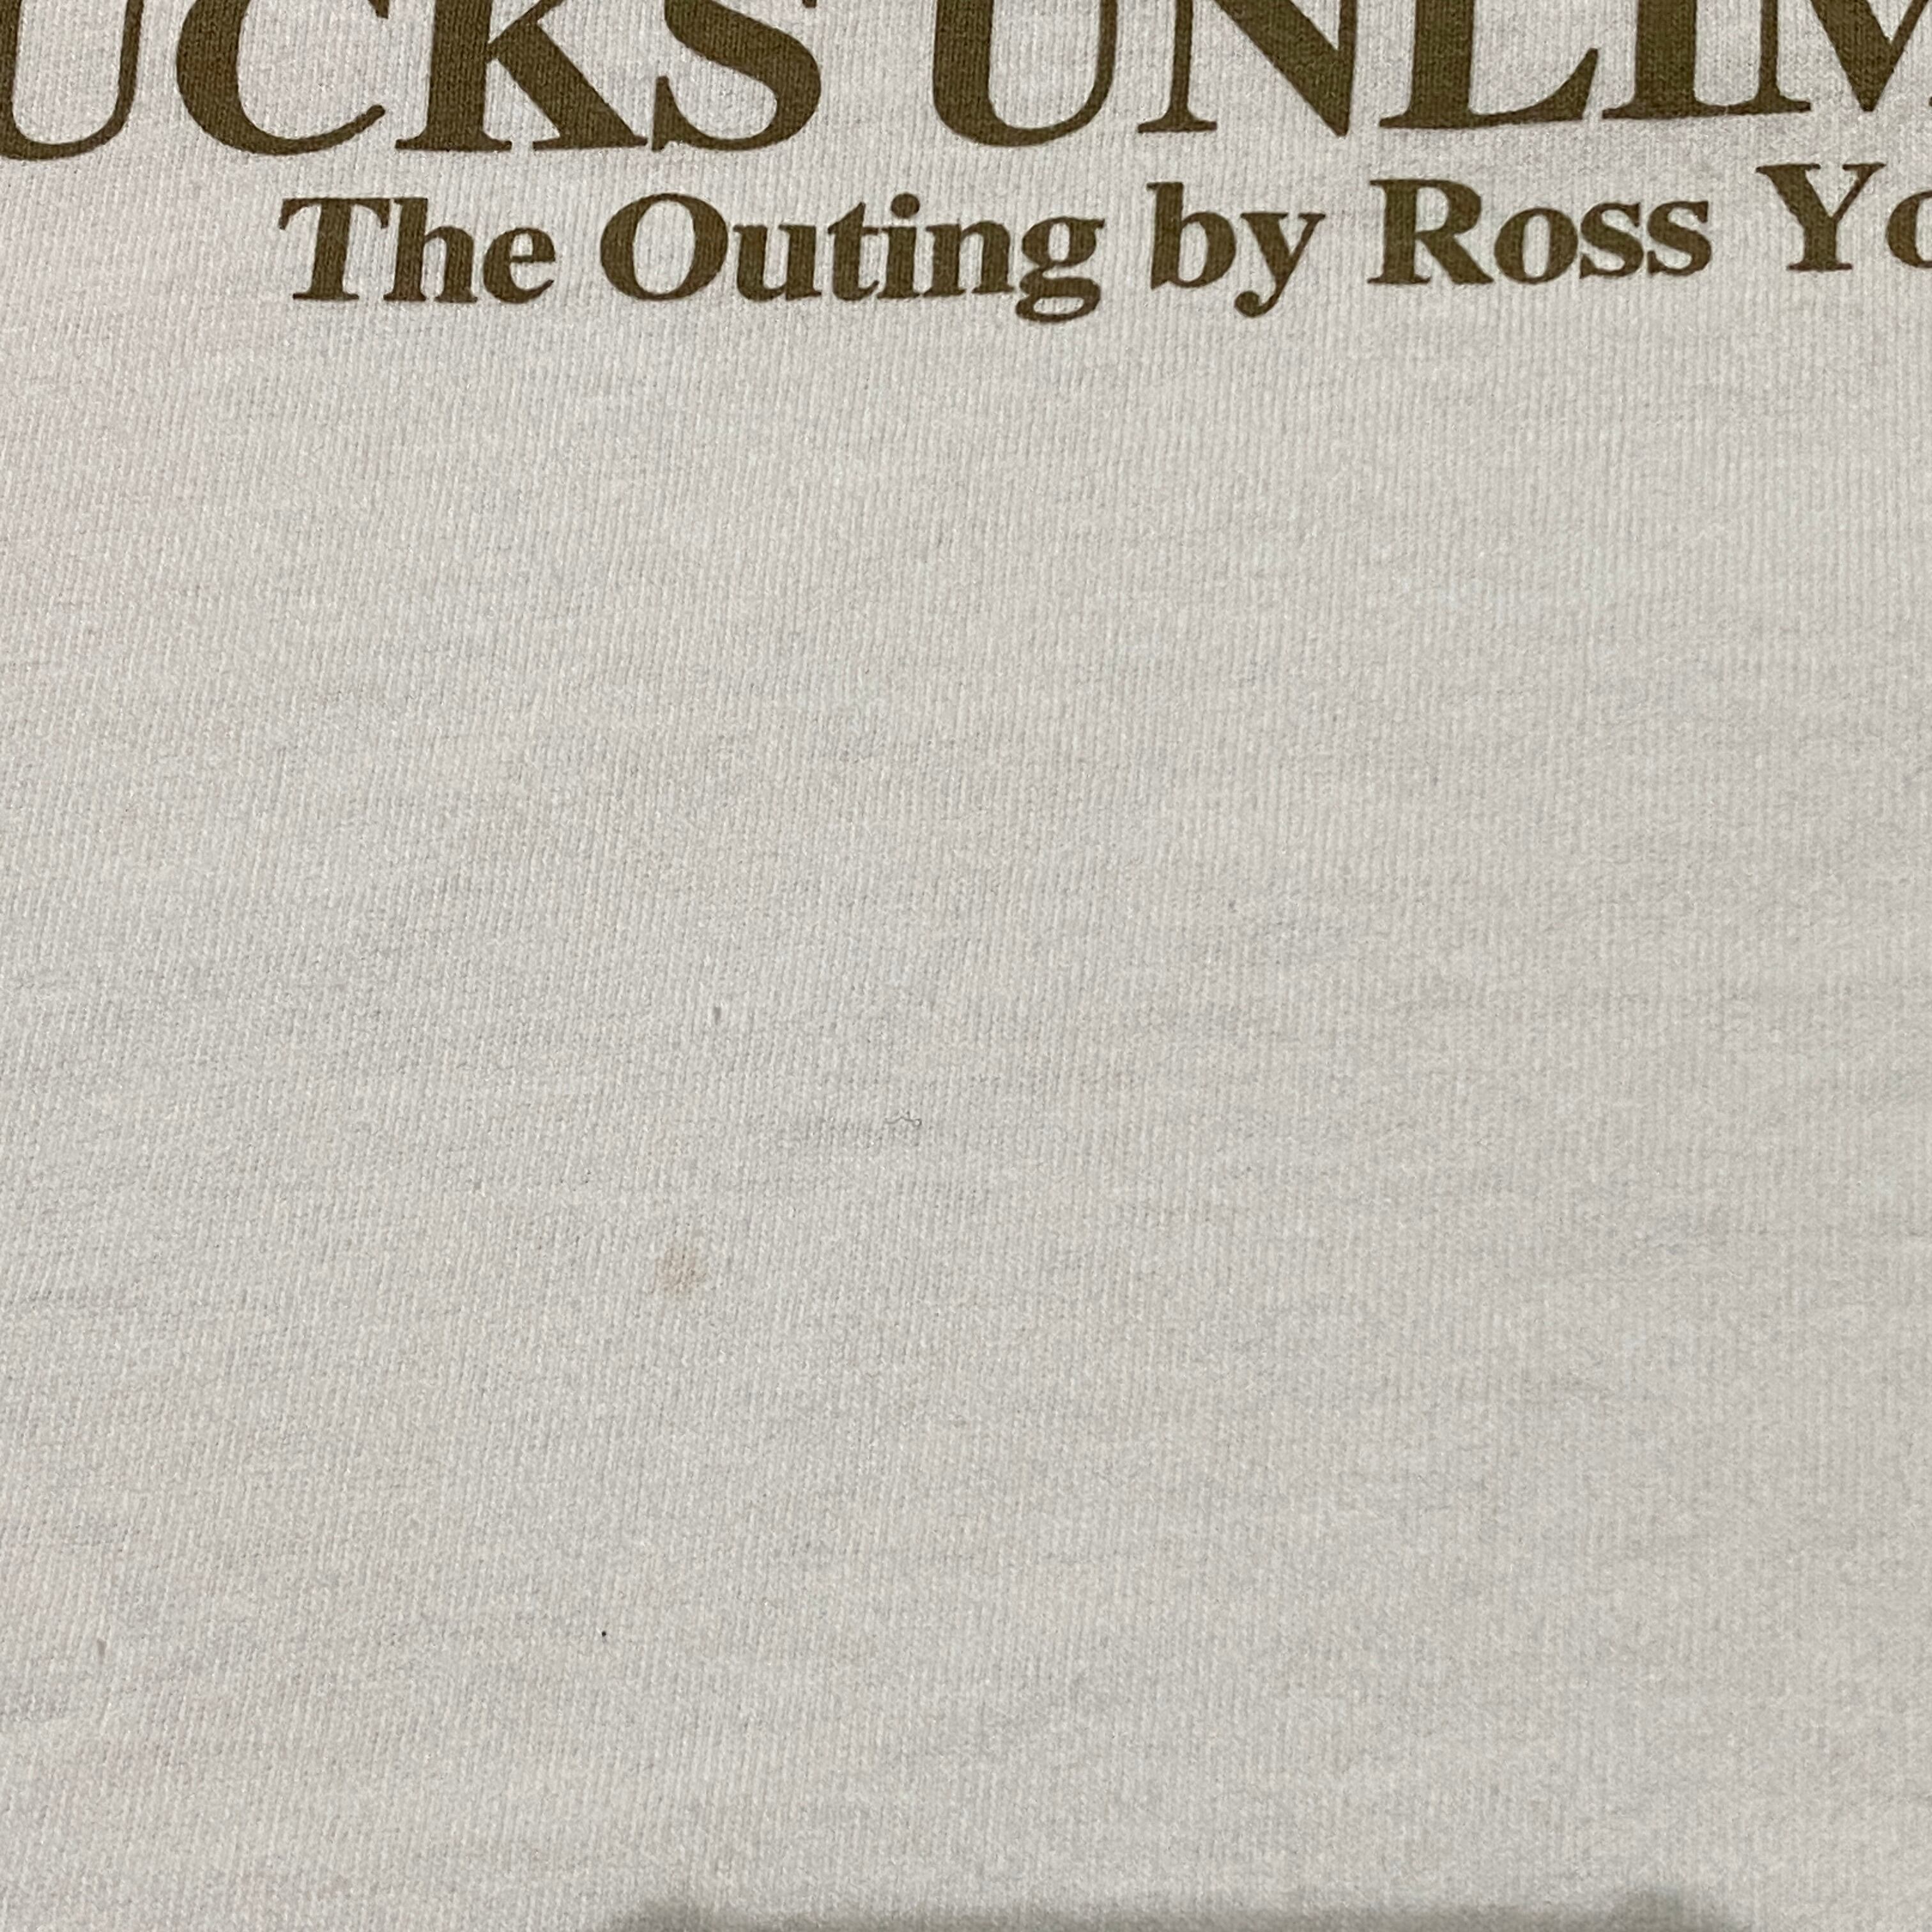 UCKS UNLIM
The Outing by Ross Yo